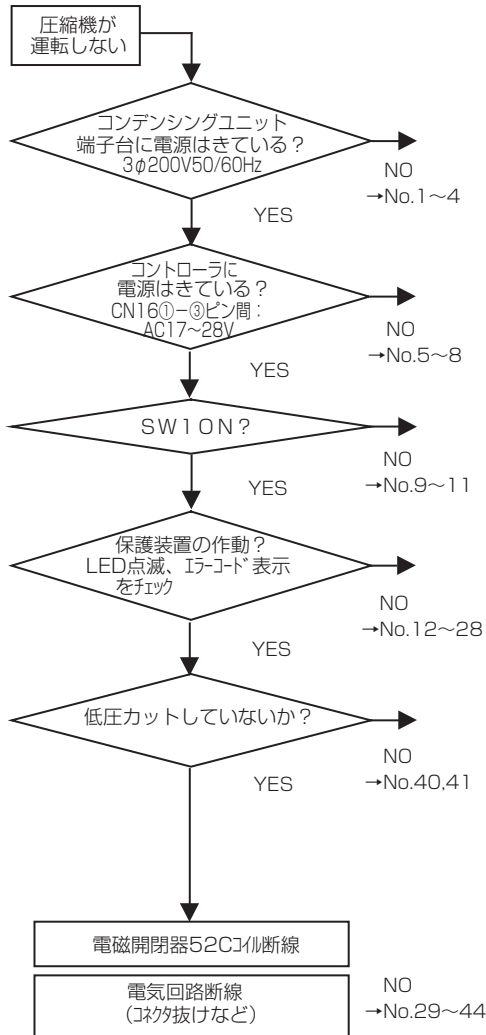 圧縮機が
運転しない
コンデンシングユニット
端子台に電源はきている？
3φ200V50/60Hz
NO
→No.1～4
YES
コントローラに
電源はきている？
CN16①－③ピン間：
AC17～28V
NO
→No.5～8
YES
SW1ON？
NO
→No.9～11
YES
保護装置の作動？
LED点滅、エラーコード表示
をチェック
NO
→No.12～28
YES
低圧カットしていないか？
NO
→No.40,41
YES
電磁開閉器52Cコイル断線
電気回路断線
（コネクタ抜けなど）
NO
→No.29～44